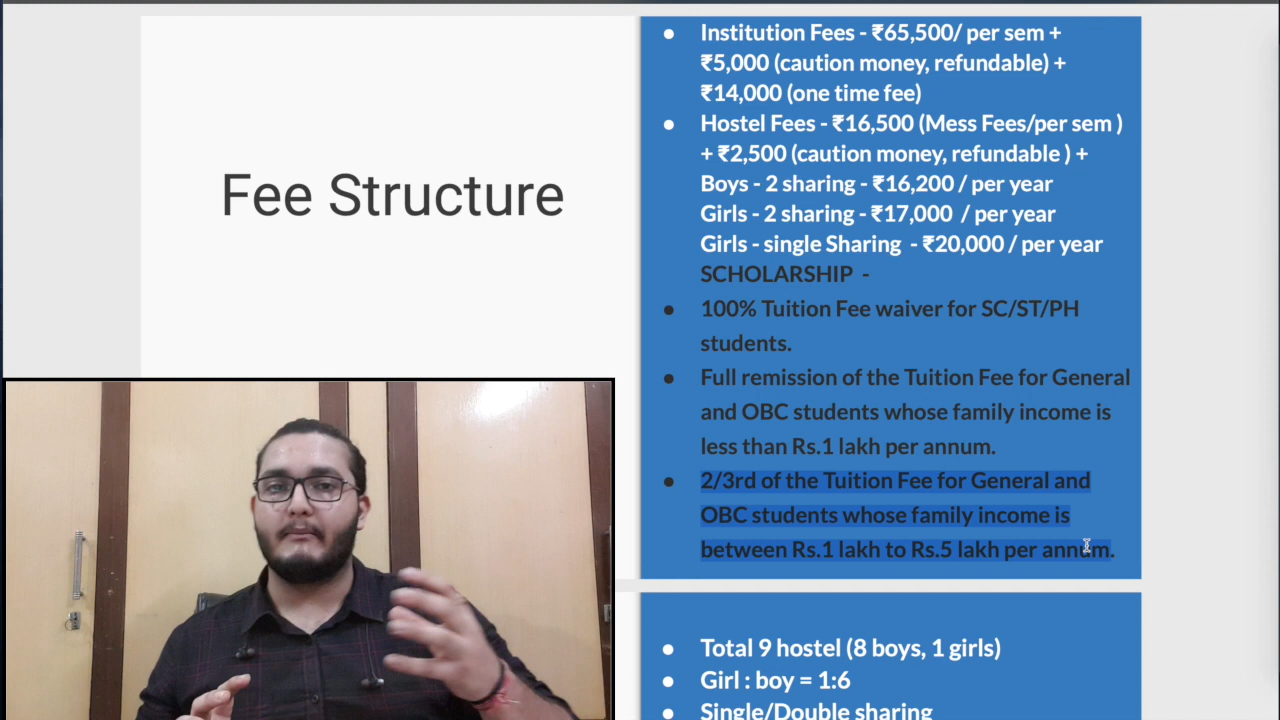 Fee Structure
Institution Fees - ₹65,500/ per sem +
₹5,000 (caution money, refundable) +
₹14,000 (one time fee)
Hostel Fees - ₹16,500 (Mess Fees/per sem )
+ ₹2,500 (caution money, refundable ) +
Boys - 2 sharing - ₹16,200 / per year
Girls - 2 sharing - ₹17,000 / per year
Girls - single Sharing - ₹20,000 / per year
SCHOLARSHIP -
100% Tuition Fee waiver for SC/ST/PH
students.
Full remission of the Tuition Fee for General
and OBC students whose family income is
less than Rs.1 lakh per annum.
2/3rd of the Tuition Fee for General and
OBC students whose family income is
between Rs.1 lakh to Rs.5 lakh per annum.
Total 9 hostel (8 boys, 1 girls)
Girl : boy = 1:6
Single/Double sharing